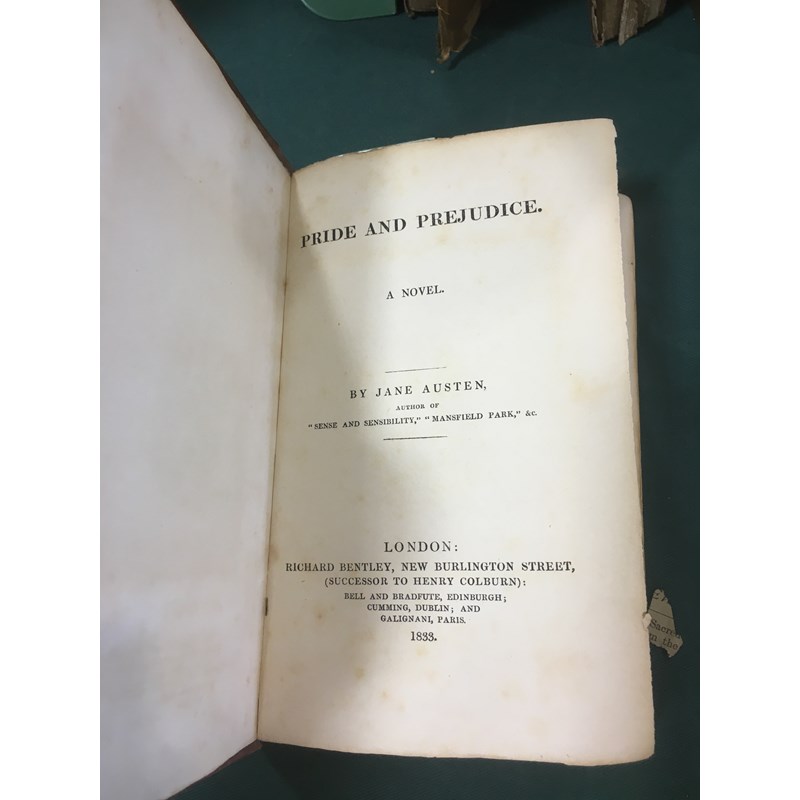 PRIDE AND PREJUDICE.
A NOVEL.
BY JANE AUSTEN,
AUTHOR OF
"SENSE AND SENSIBILITY," "MANSFIELD PARK," &c.
LONDON:
RICHARD BENTLEY, NEW BURLINGTON STREET,
(SUCCESSOR TO HENRY COLBURN):
BELL AND BRADFUTE, EDINBURGH;
CUMMING, DUBLIN; AND
GALIGNANI, PARIS.
1833.
the